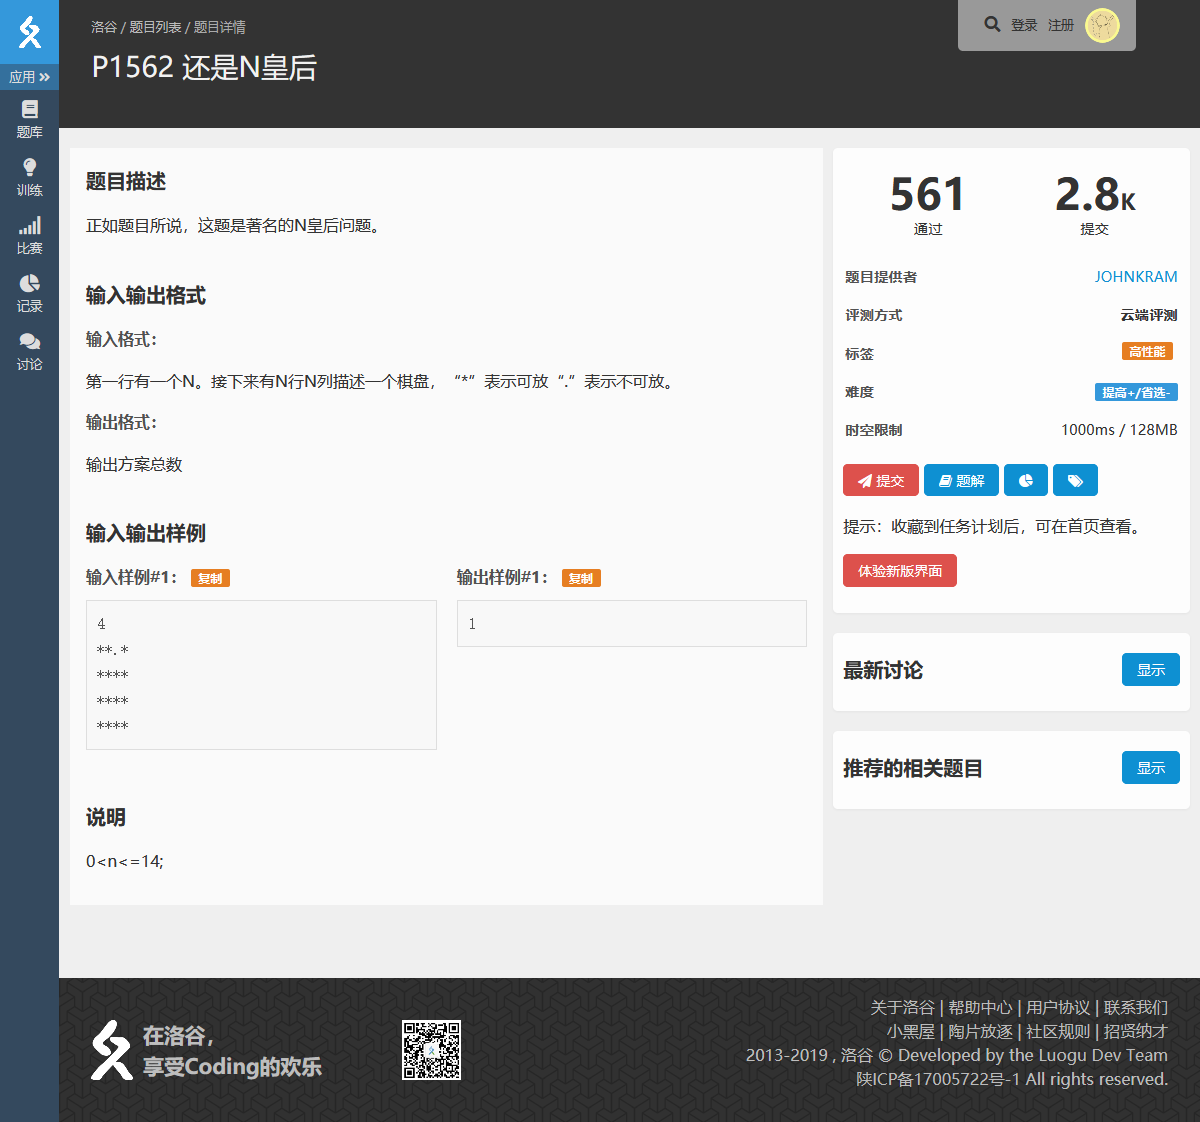 洛谷 / 题目列表 / 题目详情
P1562 还是N皇后
登录 注册
应用
题库
训练
比赛
记录
讨论
题目描述
正如题目所说，这题是著名的N皇后问题。
输入输出格式
输入格式：
第一行有一个N。接下来有N行N列描述一个棋盘，“*”表示可放“.”表示不可放。
输出格式：
输出方案总数
输入输出样例
输入样例#1： 复制
4
**.*
****
****
****
输出样例#1： 复制
1
说明
0<n<=14;
561
通过
2.8K
提交
题目提供者 JOHNKRAM
评测方式 云端评测
标签 高性能
难度 提高+/省选-
时空限制 1000ms / 128MB
提交 题解
提示：收藏到任务计划后，可在首页查看。
体验新版界面
最新讨论 显示
推荐的相关题目 显示
在洛谷，
享受Coding的欢乐
关于洛谷 | 帮助中心 | 用户协议 | 联系我们
小黑屋 | 陶片放逐 | 社区规则 | 招贤纳才
2013-2019 , 洛谷 © Developed by the Luogu Dev Team
陕ICP备17005722号-1 All rights reserved.